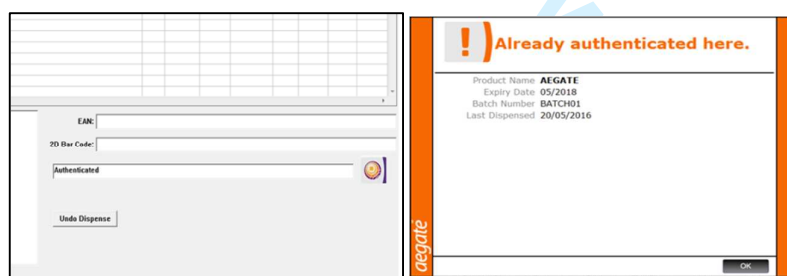 EAN:
2D Bar Code:
Authenticated
Undo Dispense
Already authenticated here.
Product Name AEGATE
Expiry Date 05/2018
Batch Number BATCH01
Last Dispensed 20/05/2016
aegate
OK